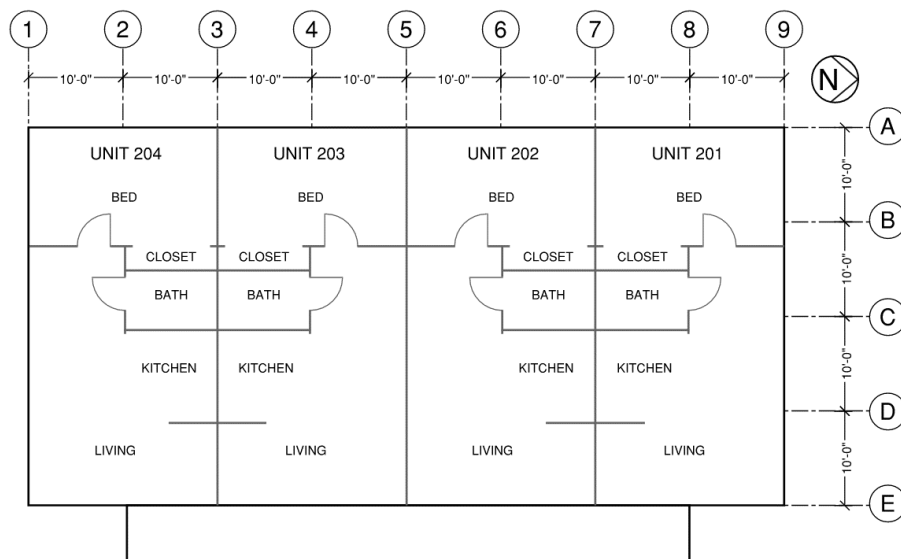 1 2 3 4 5 6 7 8 9
10'-0" 10'-0" 10'-0" 10'-0" 10'-0" 10'-0" 10'-0" 10'-0"
N
A
UNIT 204 UNIT 203 UNIT 202 UNIT 201
10'-0"
BED BED BED BED
B
CLOSET CLOSET CLOSET CLOSET
10'-0"
BATH BATH BATH BATH
C
KITCHEN KITCHEN KITCHEN KITCHEN
10'-0"
D
LIVING LIVING LIVING LIVING
10'-0"
E